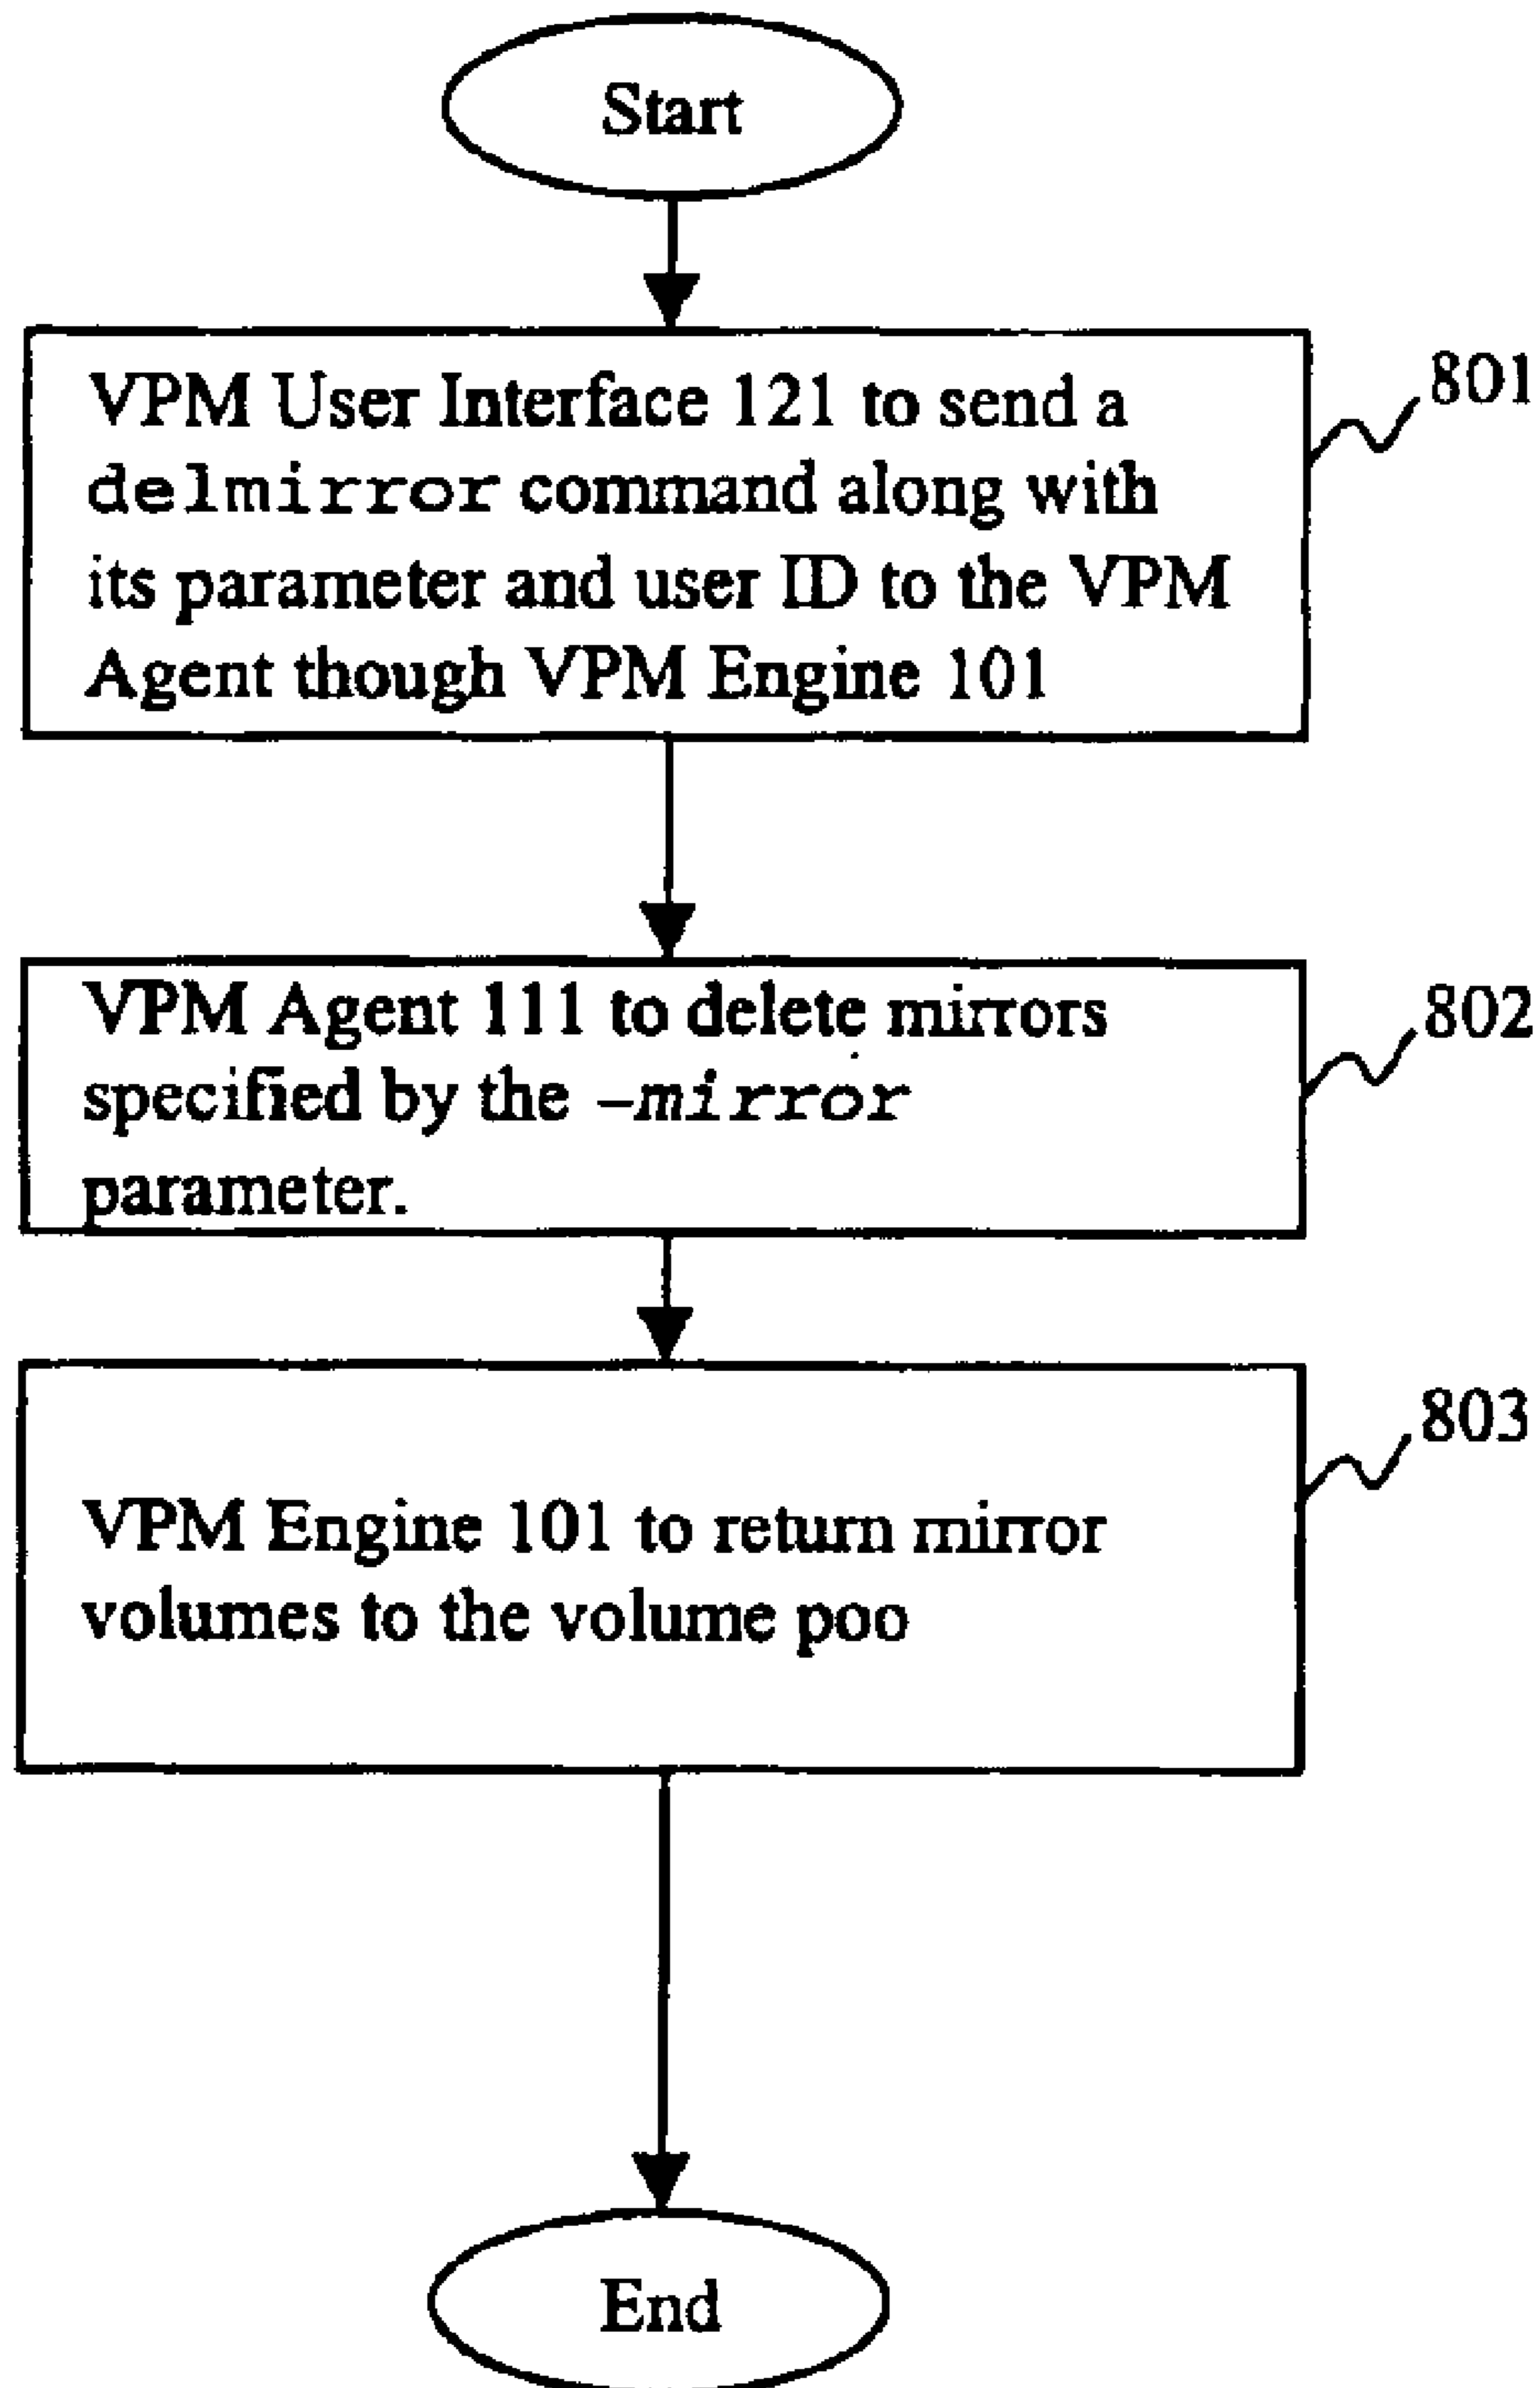 Start
VPM User Interface 121 to send a
delmirror command along with
its parameter and user ID to the VPM
Agent though VPM Engine 101
801
VPM Agent 111 to delete mirrors
specified by the -mirror
parameter.
802
VPM Engine 101 to return mirror
volumes to the volume poo
803
End